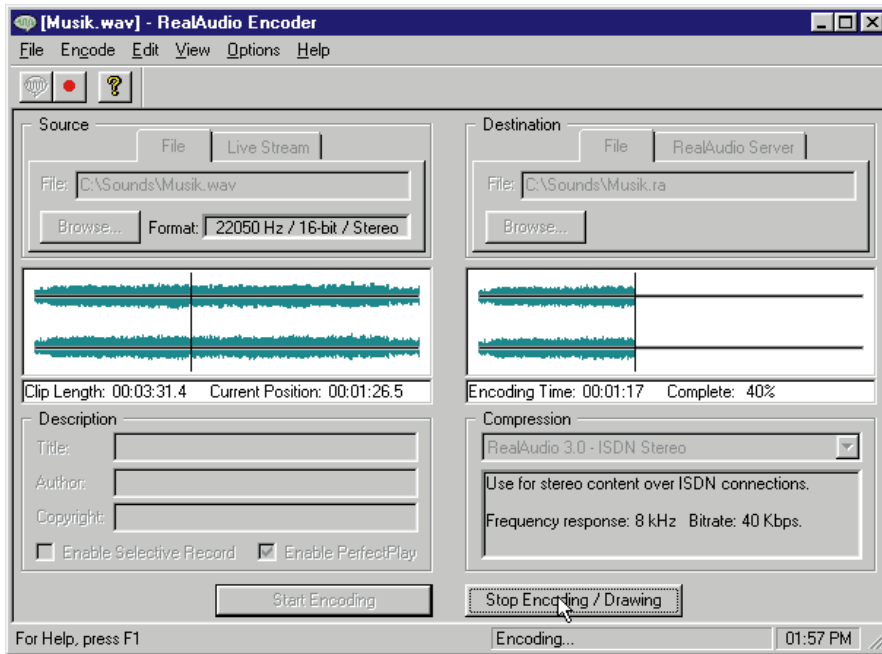 [Musik.wav] - RealAudio Encoder
File Encode Edit View Options Help
Source
File Live Stream
File: C:\Sounds\Musik.wav
Browse... Format: 22050 Hz / 16-bit / Stereo
Destination
File RealAudio Server
File: C:\Sounds\Musik.ra
Browse...
Clip Length: 00:03:31.4 Current Position: 00:01:26.5
Encoding Time: 00:01:17 Complete: 40%
Description
Title:
Author:
Copyright:
Enable Selective Record Enable PerfectPlay
Compression
RealAudio 3.0 - ISDN Stereo
Use for stereo content over ISDN connections.
Frequency response: 8 kHz Bitrate: 40 Kbps.
Start Encoding Stop Encoding / Drawing
For Help, press F1 Encoding... 01:57 PM